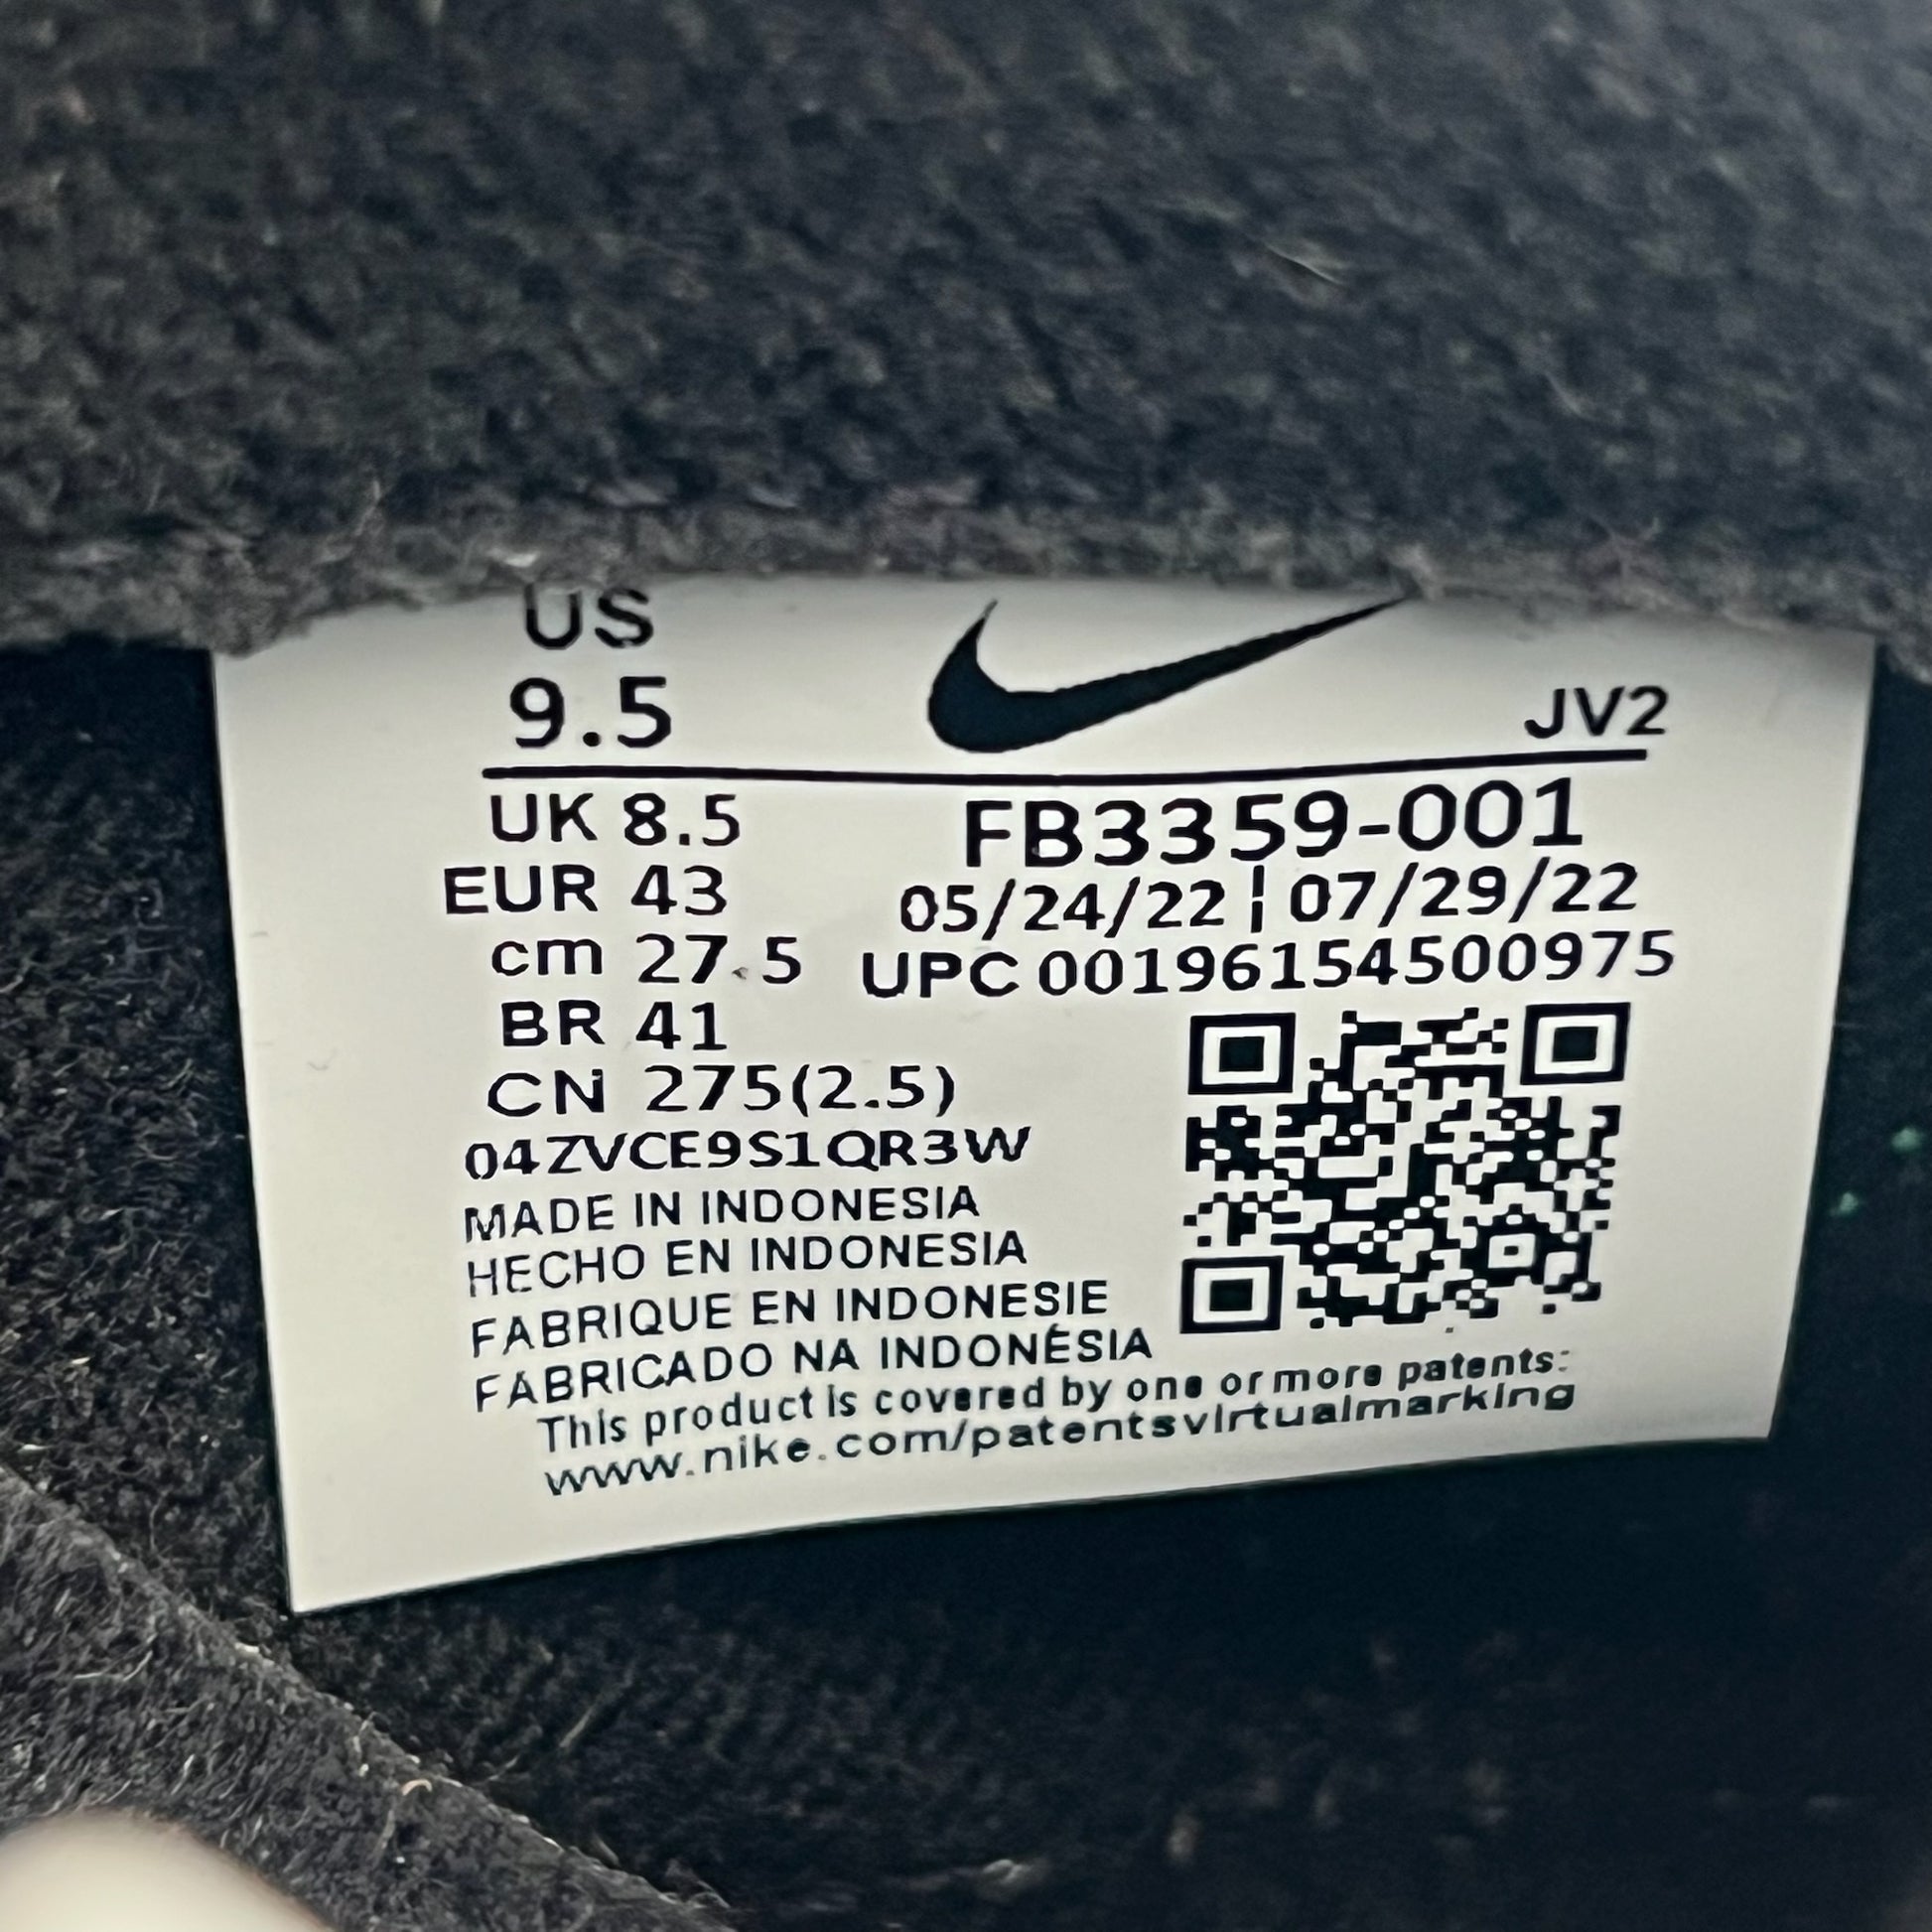 US
9.5
JV2
UK 8.5
FB3359-001
EUR 43
05/24/22 | 07/29/22
cm 27.5
UPC 00196154500975
BR 41
CN 275(2.5)
04ZVCE9S1QR3W
MADE IN INDONESIA
HECHO EN INDONESIA
FABRIQUE EN INDONESIE
FABRICADO NA INDONÉSIA
This product is covered by one or more patents:
www.nike.com/patentsvirtualmarking